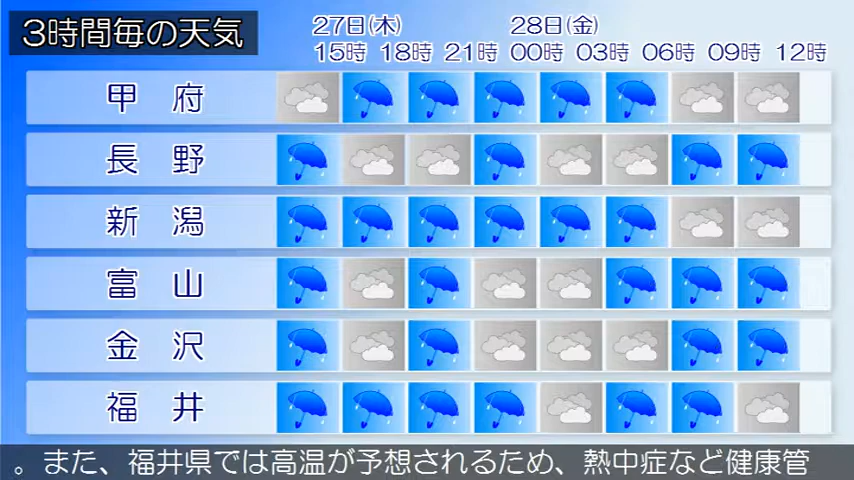 3時間毎の天気
27日(木) 28日(金)
15時 18時 21時 00時 03時 06時 09時 12時
甲 府
長 野
新 潟
富 山
金 沢
福 井
。また、福井県では高温が予想されるため、熱中症など健康管